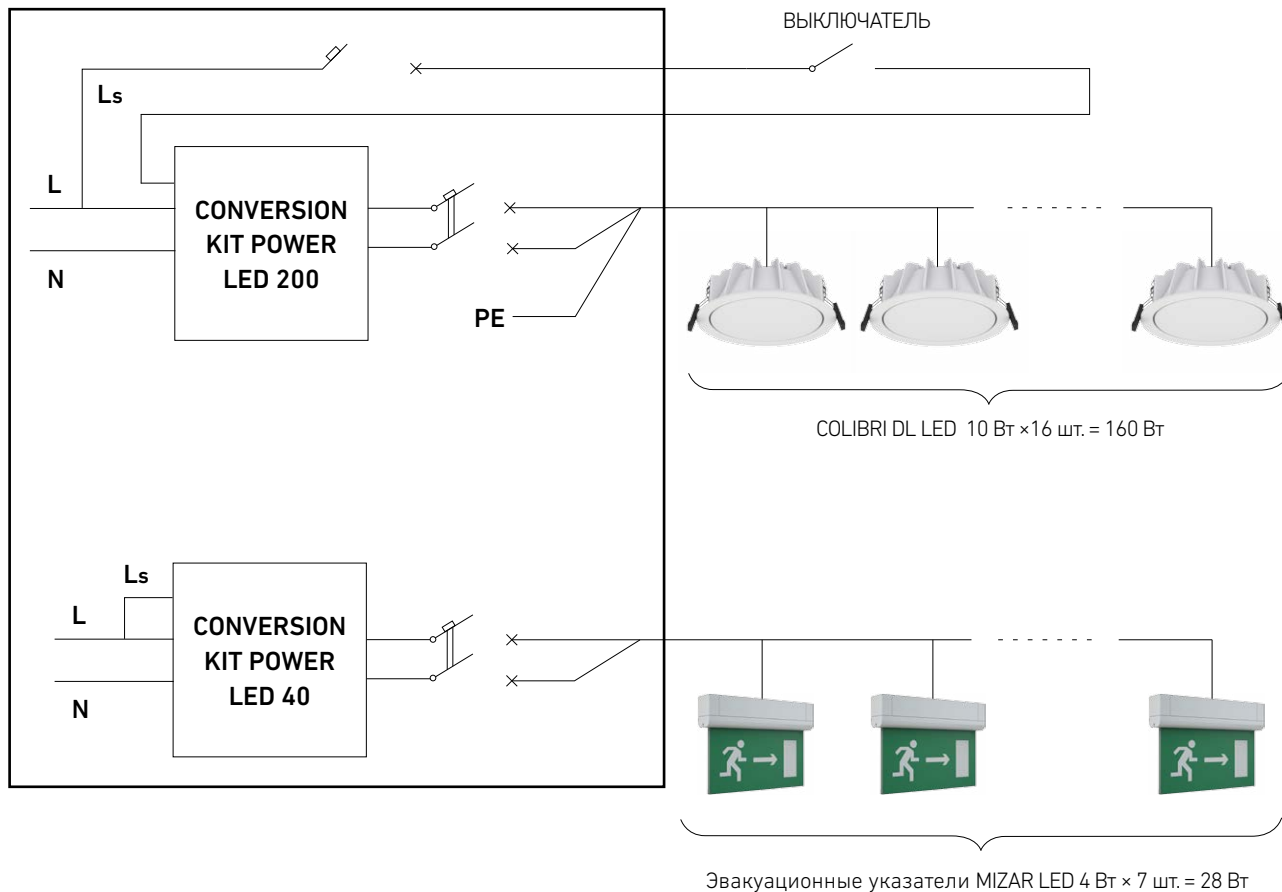 ВЫКЛЮЧАТЕЛЬ
Ls
L
CONVERSION
KIT POWER
LED 200
N
PE
COLIBRI DL LED 10 Вт ×16 шт. = 160 Вт
Ls
L
CONVERSION
KIT POWER
LED 40
N
Эвакуационные указатели MIZAR LED 4 Вт × 7 шт. = 28 Вт